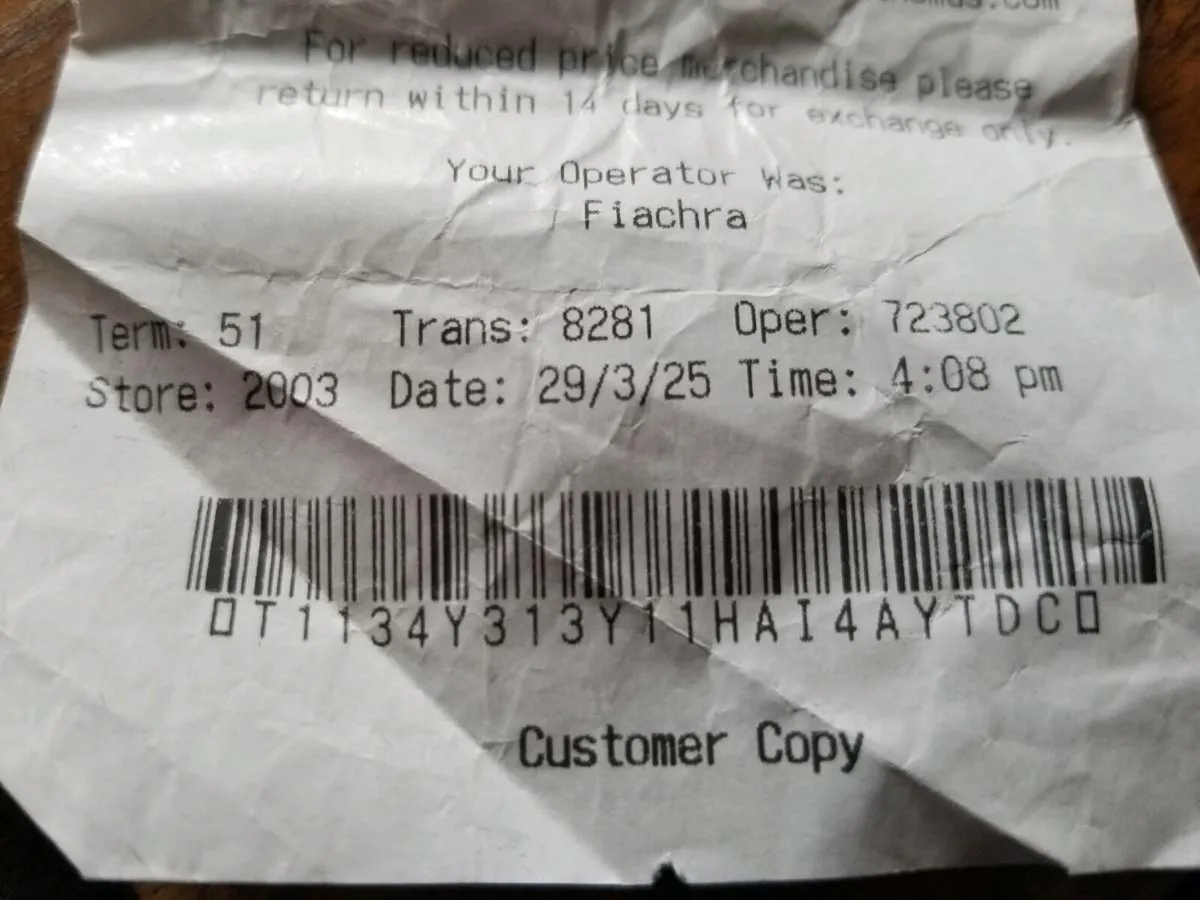 For reduced price merchandise please
return within 14 days for exchange only.
Your Operator Was:
Fiachra
Term: 51 Trans: 8281 Oper: 723802
Store: 2003 Date: 29/3/25 Time: 4:08 pm
▯T1134Y313Y11HAI4AYTDC▯
Customer Copy